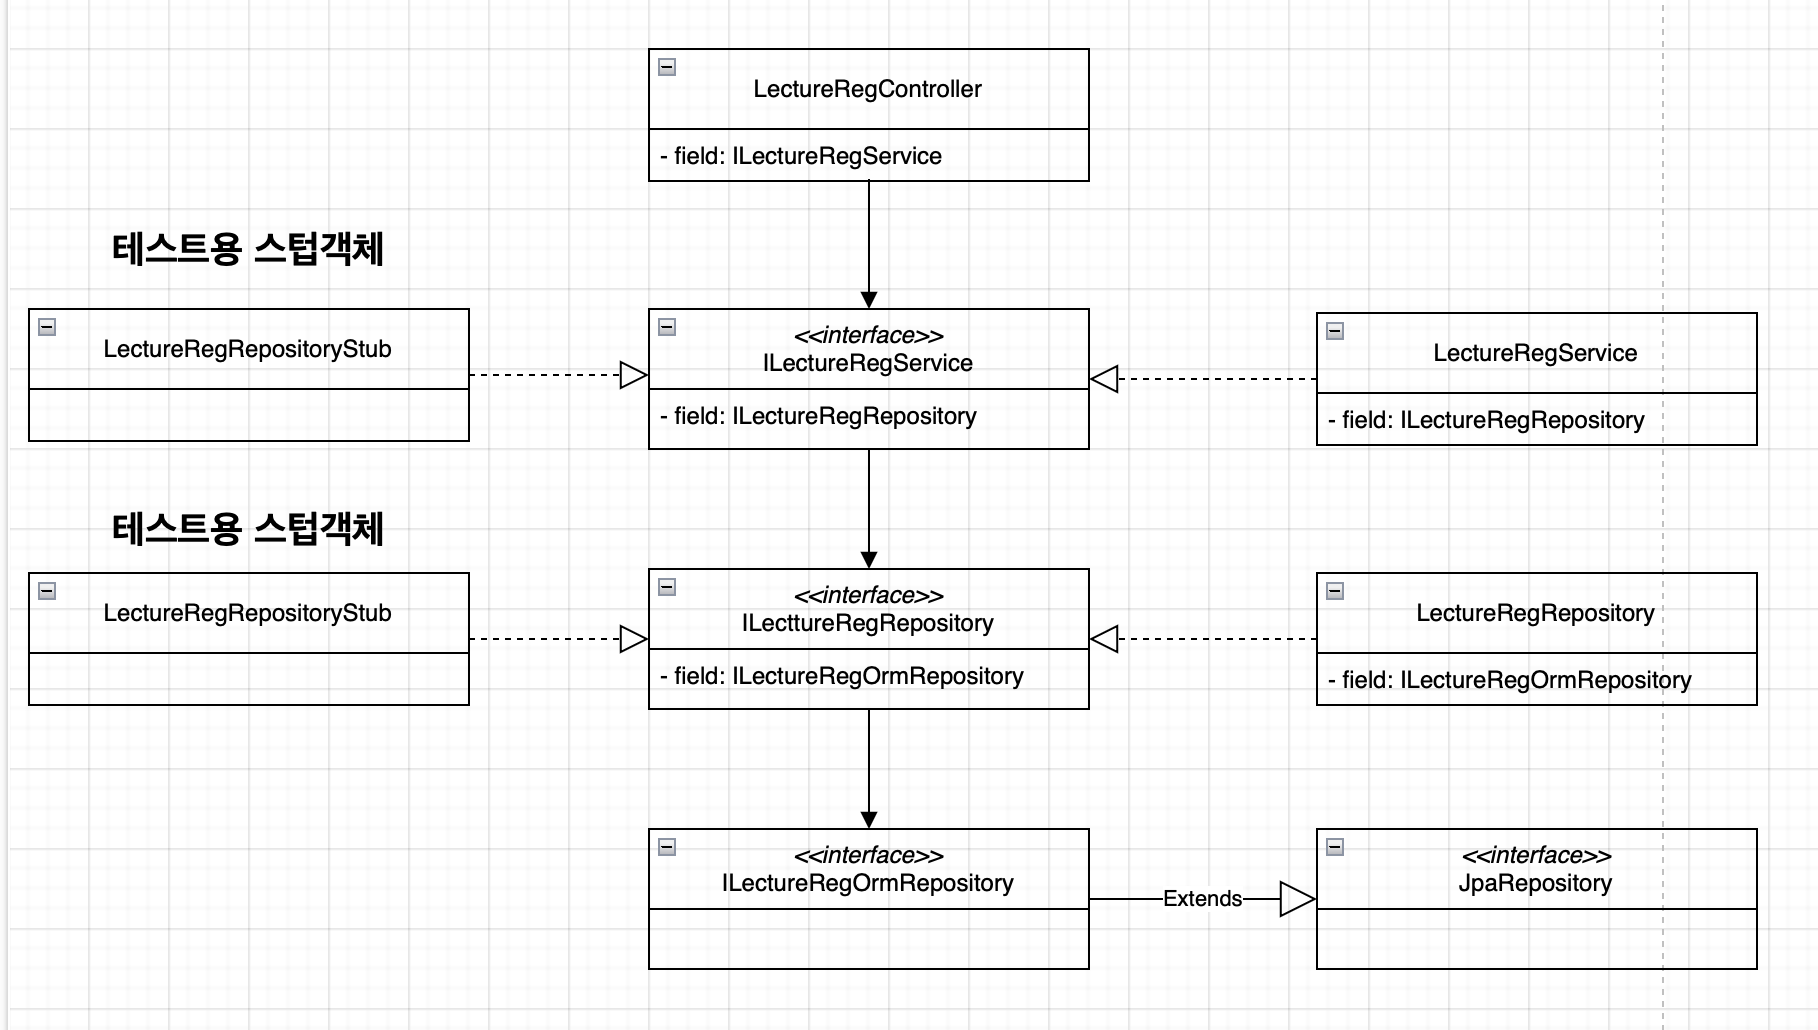 LectureRegController
- field: ILectureRegService
테스트용 스텁객체
LectureRegRepositoryStub
<<interface>>
ILectureRegService
- field: ILectureRegRepository
LectureRegService
- field: ILectureRegRepository
테스트용 스텁객체
LectureRegRepositoryStub
<<interface>>
ILecttureRegRepository
- field: ILectureRegOrmRepository
LectureRegRepository
- field: ILectureRegOrmRepository
<<interface>>
ILectureRegOrmRepository
Extends
<<interface>>
JpaRepository